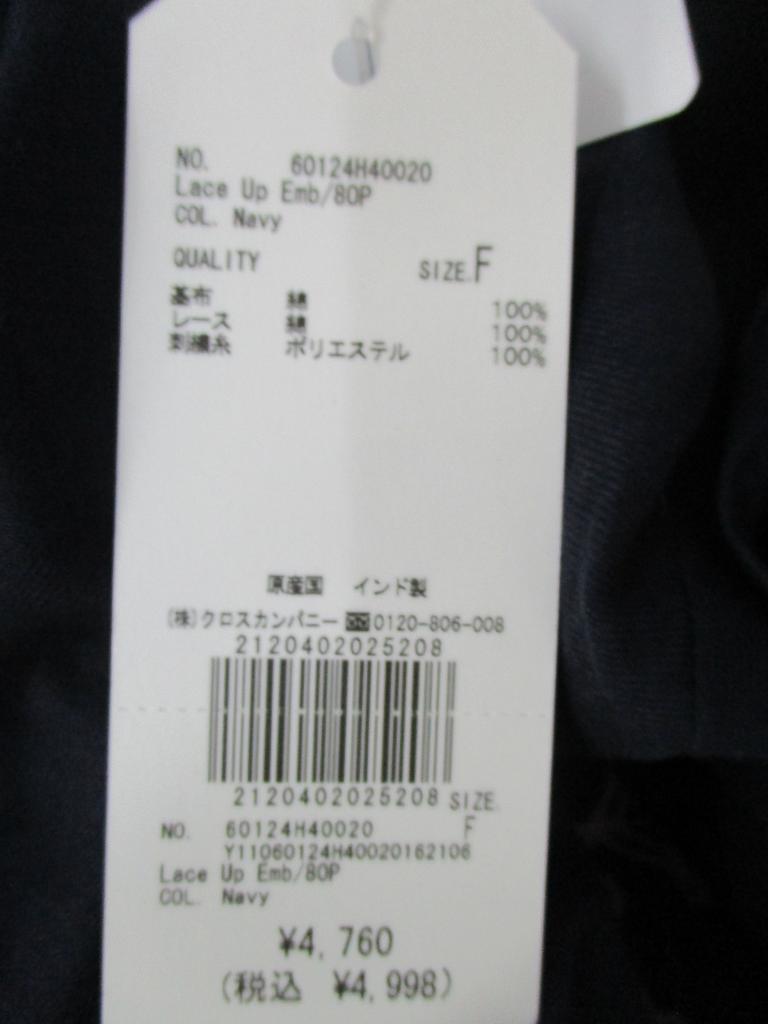 NO. 60124H40020
Lace Up Emb/80P
COL. Navy
QUALITY SIZE.F
基布 綿 100%
レース 綿 100%
刺繍糸 ポリエステル 100%
原産国 インド製
(株)クロスカンパニー 0120-806-008
2120402025208
2120402025208 SIZE.
NO. 60124H40020 F
Y11060124H40020162106
Lace Up Emb/80P
COL. Navy
¥4,760
(税込 ¥4,998)